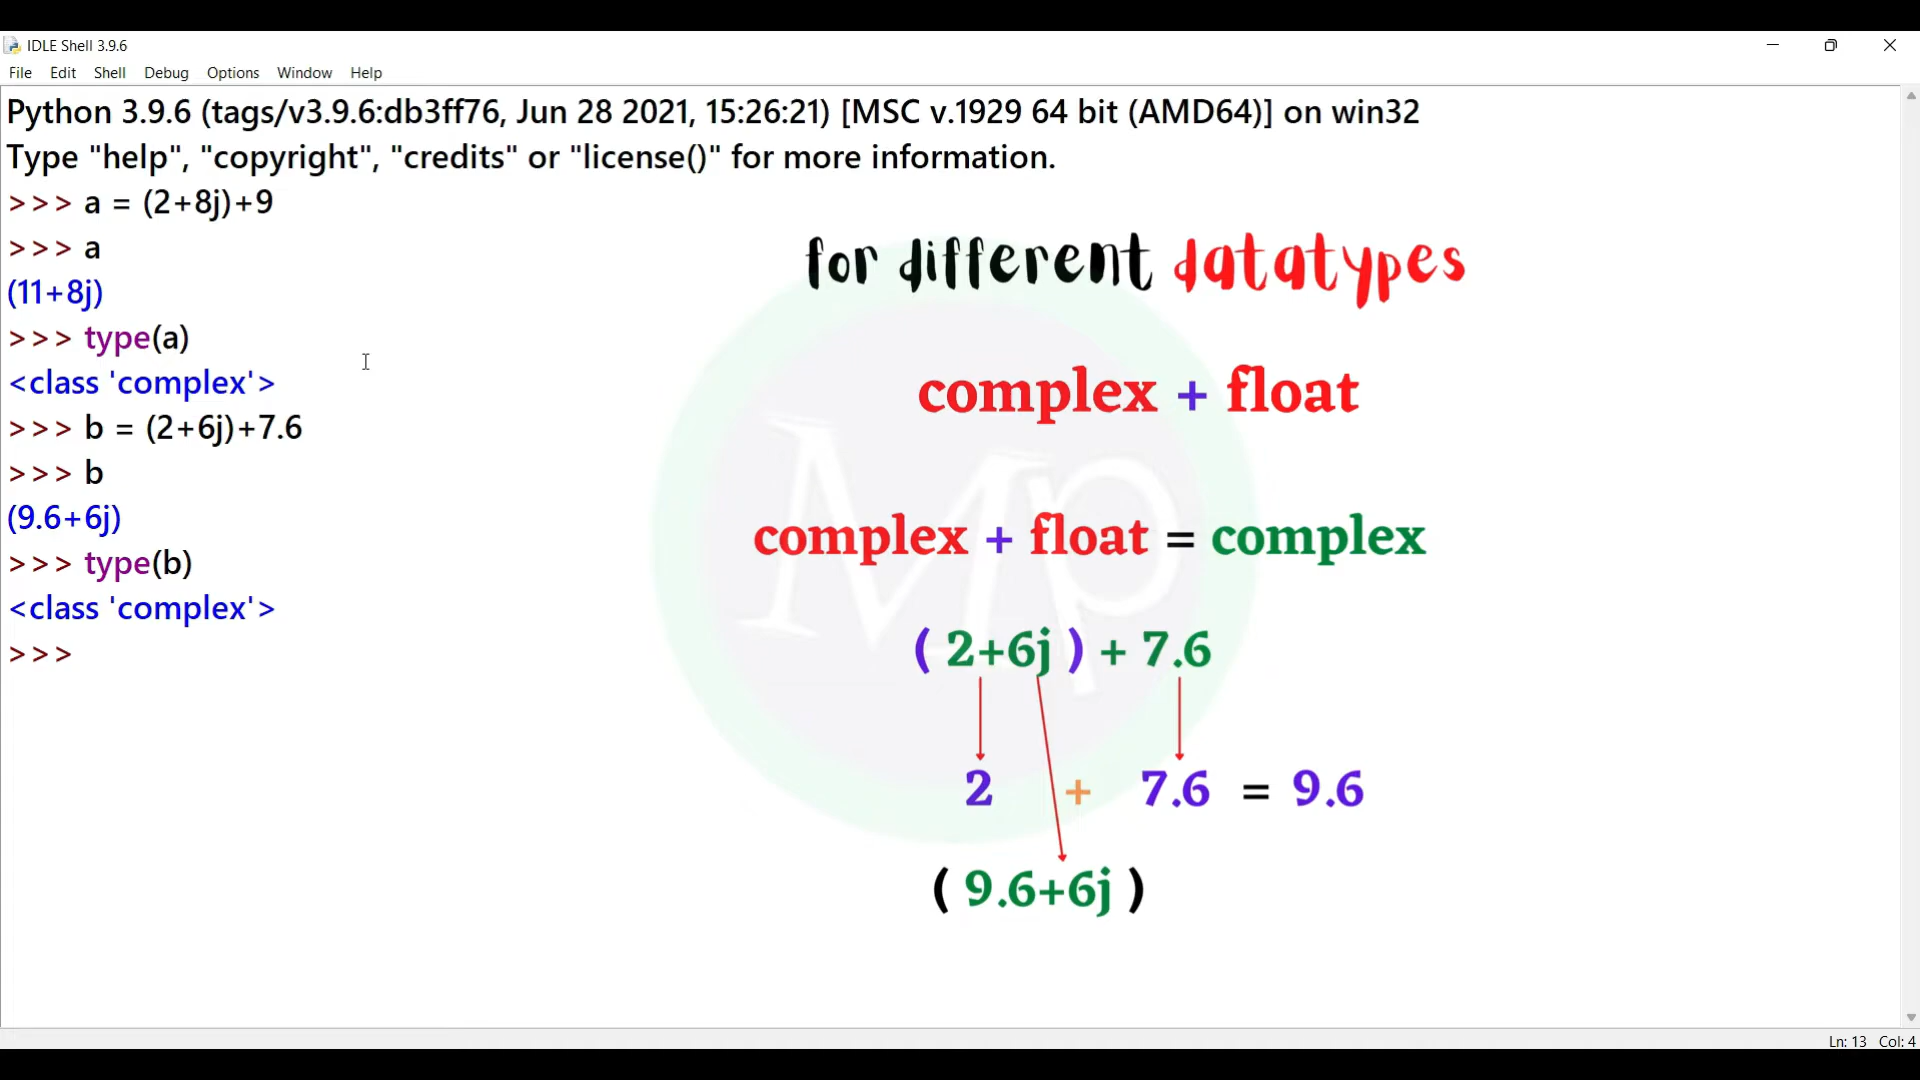 IDLE Shell 3.9.6
File Edit Shell Debug Options Window Help
Python 3.9.6 (tags/v3.9.6:db3ff76, Jun 28 2021, 15:26:21) [MSC v.1929 64 bit (AMD64)] on win32
Type "help", "copyright", "credits" or "license()" for more information.
>>> a = (2+8j)+9
>>> a
(11+8j)
>>> type(a)
<class 'complex'>
>>> b = (2+6j)+7.6
>>> b
(9.6+6j)
>>> type(b)
<class 'complex'>
>>>
for different datatypes
complex + float
complex + float = complex
( 2+6j ) + 7.6
2 + 7.6 = 9.6
( 9.6+6j )
Mp
Ln: 13 Col: 4